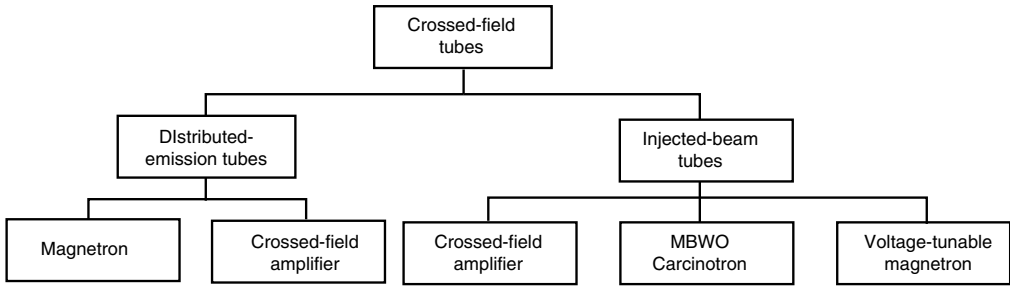 Crossed-field
tubes
DIstributed-
emission tubes
Injected-beam
tubes
Magnetron
Crossed-field
amplifier
Crossed-field
amplifier
MBWO
Carcinotron
Voltage-tunable
magnetron